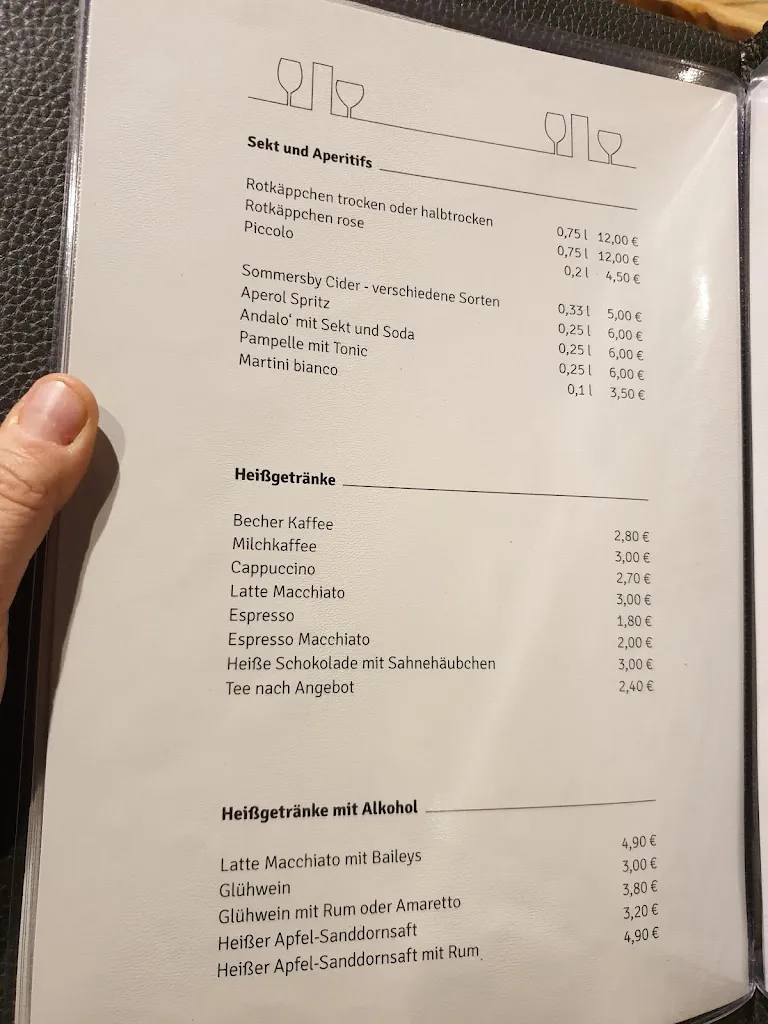 Sekt und Aperitifs
Rotkäppchen trocken oder halbtrocken 0,75 l 12,00 €
Rotkäppchen rose 0,75 l 12,00 €
Piccolo 0,2 l 4,50 €
Sommersby Cider - verschiedene Sorten 0,33 l 5,00 €
Aperol Spritz 0,25 l 6,00 €
Andalo‘ mit Sekt und Soda 0,25 l 6,00 €
Pampelle mit Tonic 0,25 l 6,00 €
Martini bianco 0,1 l 3,50 €
Heißgetränke
Becher Kaffee 2,80 €
Milchkaffee 3,00 €
Cappuccino 2,70 €
Latte Macchiato 3,00 €
Espresso 1,80 €
Espresso Macchiato 2,00 €
Heiße Schokolade mit Sahnehäubchen 3,00 €
Tee nach Angebot 2,40 €
Heißgetränke mit Alkohol
Latte Macchiato mit Baileys 4,90 €
Glühwein 3,00 €
Glühwein mit Rum oder Amaretto 3,80 €
Heißer Apfel-Sanddornsaft 3,20 €
Heißer Apfel-Sanddornsaft mit Rum 4,90 €